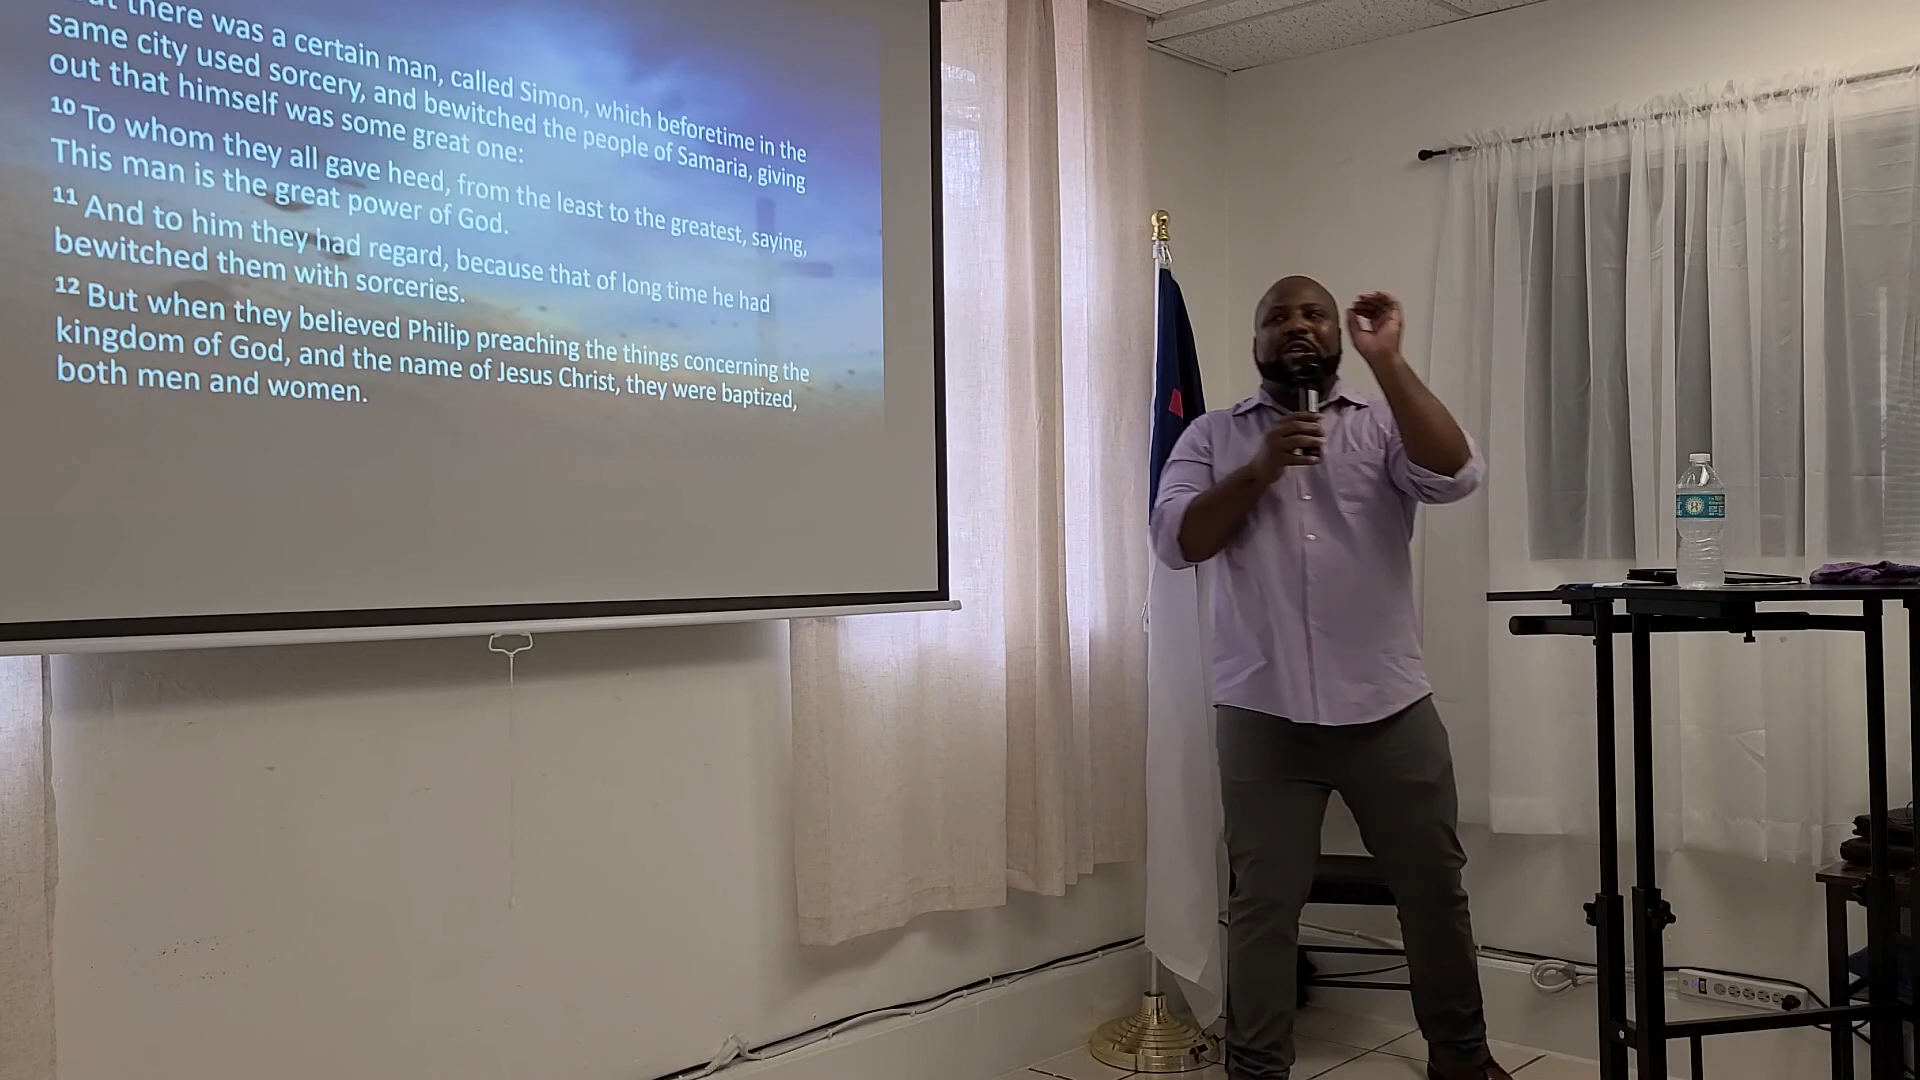 there was a certain man, called Simon, which beforetime in the
same city used sorcery, and bewitched the people of Samaria, giving
out that himself was some great one:
10 To whom they all gave heed, from the least to the greatest, saying,
This man is the great power of God.
11 And to him they had regard, because that of long time he had
bewitched them with sorceries.
12 But when they believed Philip preaching the things concerning the
kingdom of God, and the name of Jesus Christ, they were baptized,
both men and women.